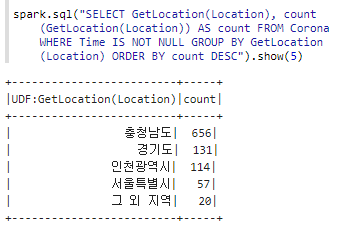 spark.sql("SELECT GetLocation(Location), count
(GetLocation(Location)) AS count FROM Corona
WHERE Time IS NOT NULL GROUP BY GetLocation
(Location) ORDER BY count DESC").show(5)
+-------------------------+-----+
|UDF:GetLocation(Location)|count|
+-------------------------+-----+
| 충청남도| 656|
| 경기도| 131|
| 인천광역시| 114|
| 서울특별시| 57|
| 그 외 지역| 20|
+-------------------------+-----+